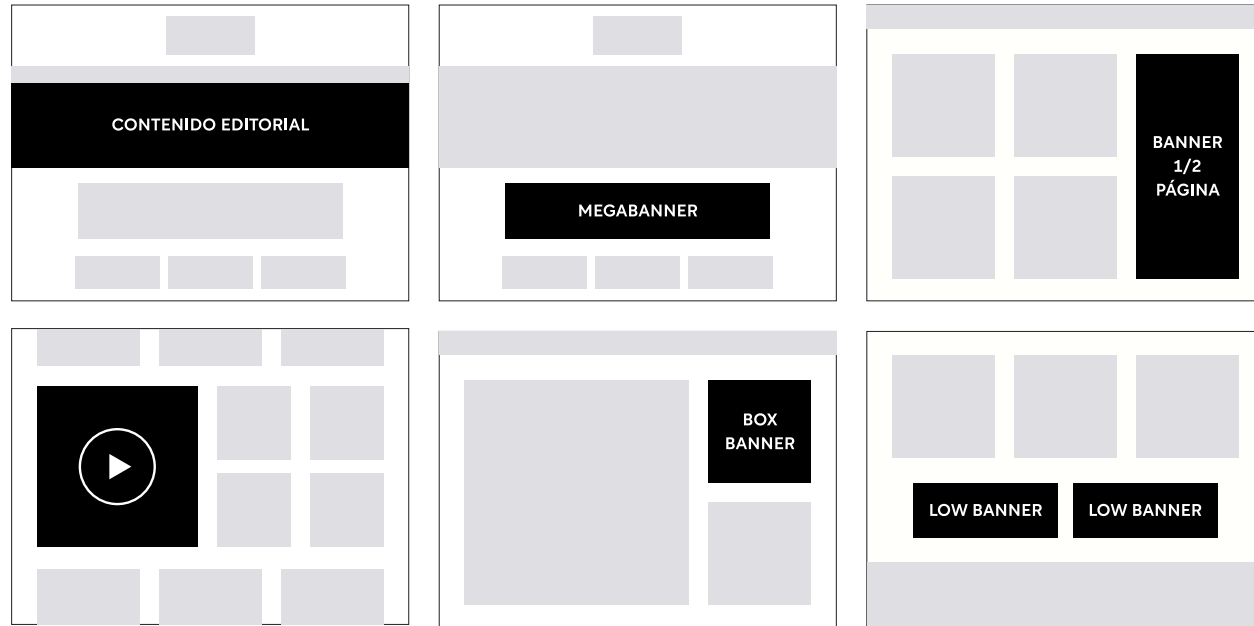 CONTENIDO EDITORIAL
MEGABANNER
BANNER
1/2
PÁGINA
BOX
BANNER
LOW BANNER
LOW BANNER